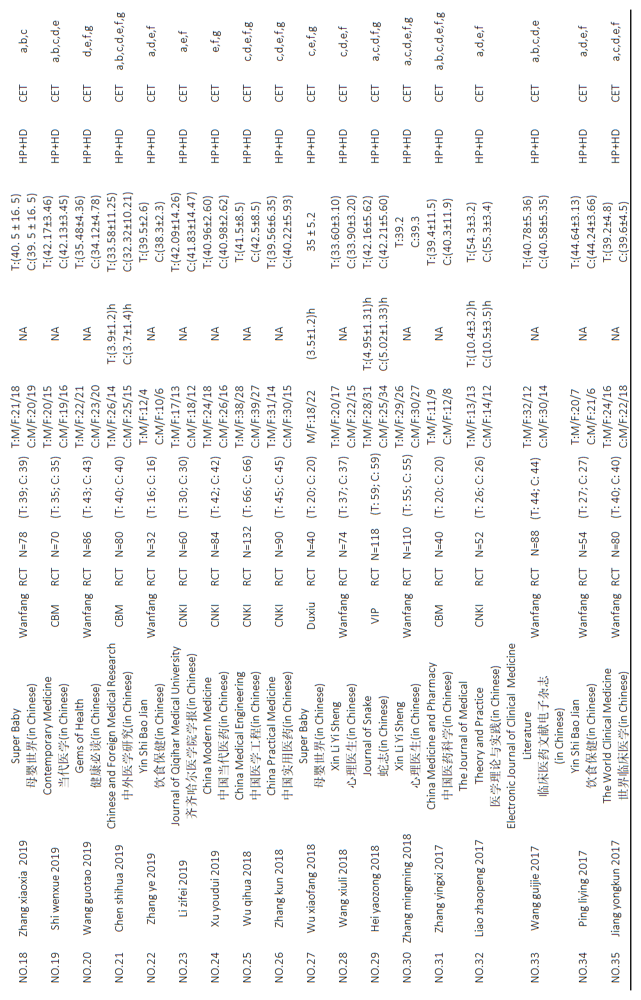 NO.18 Zhang xiaoxia 2019 Super Baby Wanfang RCT N=78 (T: 39; C: 39) T:M/F:21/18 NA T:(40.5±16.5) HP+HD CET a,b,c
母婴世界(in Chinese) C:M/F:20/19 C:(39.5±16.5)
NO.19 Shi wenxue 2019 Contemporary Medicine CBM RCT N=70 (T: 35; C: 35) T:M/F:20/15 NA T:(42.17±3.46) HP+HD CET a,b,c,d,e
当代医学(in Chinese) C:M/F:19/16 C:(42.13±3.45)
NO.20 Wang guotao 2019 Gems of Health Wanfang RCT N=86 (T: 43; C: 43) T:M/F:22/21 NA T:(35.48±4.36) HP+HD CET d,e,f,g
健康必读(in Chinese) C:M/F:23/20 C:(34.12±4.78)
NO.21 Chen shihua 2019 Chinese and Foreign Medical Research CBM RCT N=80 (T: 40; C: 40) T:M/F:26/14 T:(3.9±1.2)h T:(33.58±11.25) HP+HD CET a,b,c,d,e,f,g
中外医学研究(in Chinese) C:M/F:25/15 C:(3.7±1.4)h C:(32.32±10.21)
NO.22 Zhang ye 2019 Yin Shi Bao Jian Wanfang RCT N=32 (T: 16; C: 16) T:M/F:12/4 NA T:(39.5±2.6) HP+HD CET a,d,e,f
饮食保健(in Chinese) C:M/F:10/6 C:(38.3±2.3)
NO.23 Li zifei 2019 Journal of Qiqihar Medical University CNKI RCT N=60 (T: 30; C: 30) T:M/F:17/13 NA T:(42.09±14.26) HP+HD CET a,e,f
齐齐哈尔医学院学报(in Chinese) C:M/F:18/12 C:(41.83±14.47)
NO.24 Xu youdui 2019 China Modern Medicine CNKI RCT N=84 (T: 42; C: 42) T:M/F:24/18 NA T:(40.96±2.60) HP+HD CET e,f,g
中国当代医药(in Chinese) C:M/F:26/16 C:(40.98±2.62)
NO.25 Wu qihua 2018 China Medical Engineering CNKI RCT N=132 (T: 66; C: 66) T:M/F:38/28 NA T:(41.5±8.5) HP+HD CET c,d,e,f,g
中国医学工程(in Chinese) C:M/F:39/27 C:(42.5±8.5)
NO.26 Zhang kun 2018 China Practical Medicine CNKI RCT N=90 (T: 45; C: 45) T:M/F:31/14 NA T:(39.56±6.35) HP+HD CET c,d,e,f,g
中国实用医药(in Chinese) C:M/F:30/15 C:(40.22±5.93)
NO.27 Wu xiaofang 2018 Super Baby Duxiu RCT N=40 (T: 20; C: 20) M/F:18/22 (3.5±1.2)h 35±5.2 HP+HD CET c,e,f,g
母婴世界(in Chinese)
NO.28 Wang xiuli 2018 Xin Li Yi Sheng Wanfang RCT N=74 (T: 37; C: 37) T:M/F:20/17 NA T:(33.60±3.10) HP+HD CET c,d,e,f
心理医生(in Chinese) C:M/F:22/15 C:(33.90±3.20)
NO.29 Hei yaozong 2018 Journal of Snake VIP RCT N=118 (T: 59; C: 59) T:M/F:28/31 T:(4.95±1.31)h T:(42.16±5.62) HP+HD CET a,c,d,f,g
蛇志(in Chinese) C:M/F:25/34 C:(5.02±1.33)h C:(42.21±5.60)
NO.30 Zhang mingming 2018 Xin Li Yi Sheng Wanfang RCT N=110 (T: 55; C: 55) T:M/F:29/26 NA T:39.2 HP+HD CET a,c,d,e,f,g
心理医生(in Chinese) C:M/F:30/27 C:39.3
NO.31 Zhang yingxi 2017 China Medicine and Pharmacy CBM RCT N=40 (T: 20; C: 20) T:M/F:11/9 NA T:(39.4±11.5) HP+HD CET a,b,c,d,e,f,g
中国医药科学(in Chinese) C:M/F:12/8 C:(40.3±11.9)
NO.32 Liao zhaopeng 2017 The Journal of Medical CNKI RCT N=52 (T: 26; C: 26) T:M/F:13/13 T:(10.4±3.2)h T:(54.3±3.2) HP+HD CET a,d,e,f
Theory and Practice C:M/F:14/12 C:(10.5±3.5)h C:(55.3±3.4)
医学理论与实践(in Chinese)
NO.33 Wang guijie 2017 Electronic Journal of Clinical Medicine Wanfang RCT N=88 (T: 44; C: 44) T:M/F:32/12 NA T:(40.78±5.36) HP+HD CET a,b,c,d,e
Literature C:M/F:30/14 C:(40.58±5.35)
临床医药文献电子杂志
(in Chinese)
NO.34 Ping liying 2017 Yin Shi Bao Jian Wanfang RCT N=54 (T: 27; C: 27) T:M/F:20/7 NA T:(44.64±3.13) HP+HD CET a,d,e,f
饮食保健(in Chinese) C:M/F:21/6 C:(44.24±3.66)
NO.35 Jiang yongkun 2017 The World Clinical Medicine Wanfang RCT N=80 (T: 40; C: 40) T:M/F:24/16 NA T:(39.2±4.8) HP+HD CET a,c,d,e,f
世界临床医学(in Chinese) C:M/F:22/18 C:(39.6±4.5)